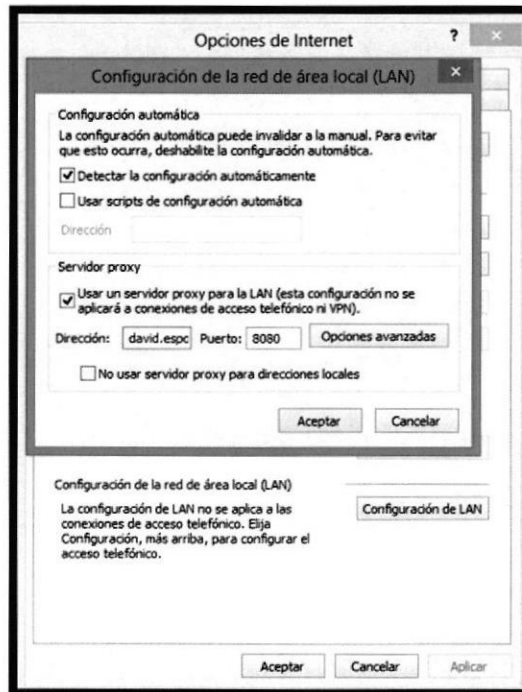 Opciones de Internet
?
Configuración de la red de área local (LAN)
Configuración automática
La configuración automática puede invalidar a la manual. Para evitar
que esto ocurra, deshabilite la configuración automática.
Detectar la configuración automáticamente
Usar scripts de configuración automática
Dirección
Servidor proxy
Usar un servidor proxy para la LAN (esta configuración no se
aplicará a conexiones de acceso telefónico ni VPN).
Dirección: david.espc Puerto: 8080 Opciones avanzadas
No usar servidor proxy para direcciones locales
Aceptar Cancelar
Configuración de la red de área local (LAN)
La configuración de LAN no se aplica a las
conexiones de acceso telefónico. Elija
Configuración, más arriba, para configurar el
acceso telefónico.
Configuración de LAN
Aceptar Cancelar Aplicar